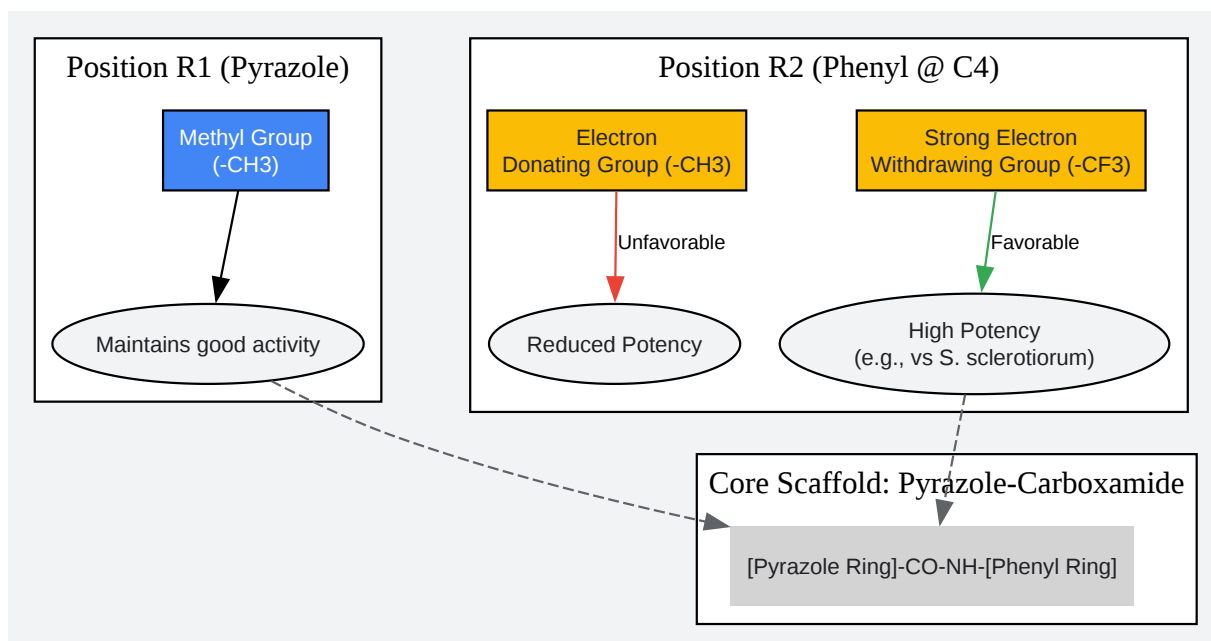 Position R1 (Pyrazole)
Methyl Group
(-CH3)
Maintains good activity
Position R2 (Phenyl @ C4)
Electron
Donating Group (-CH3)
Strong Electron
Withdrawing Group (-CF3)
Unfavorable
Favorable
Reduced Potency
High Potency
(e.g., vs S. sclerotiorum)
Core Scaffold: Pyrazole-Carboxamide
[Pyrazole Ring]-CO-NH-[Phenyl Ring]